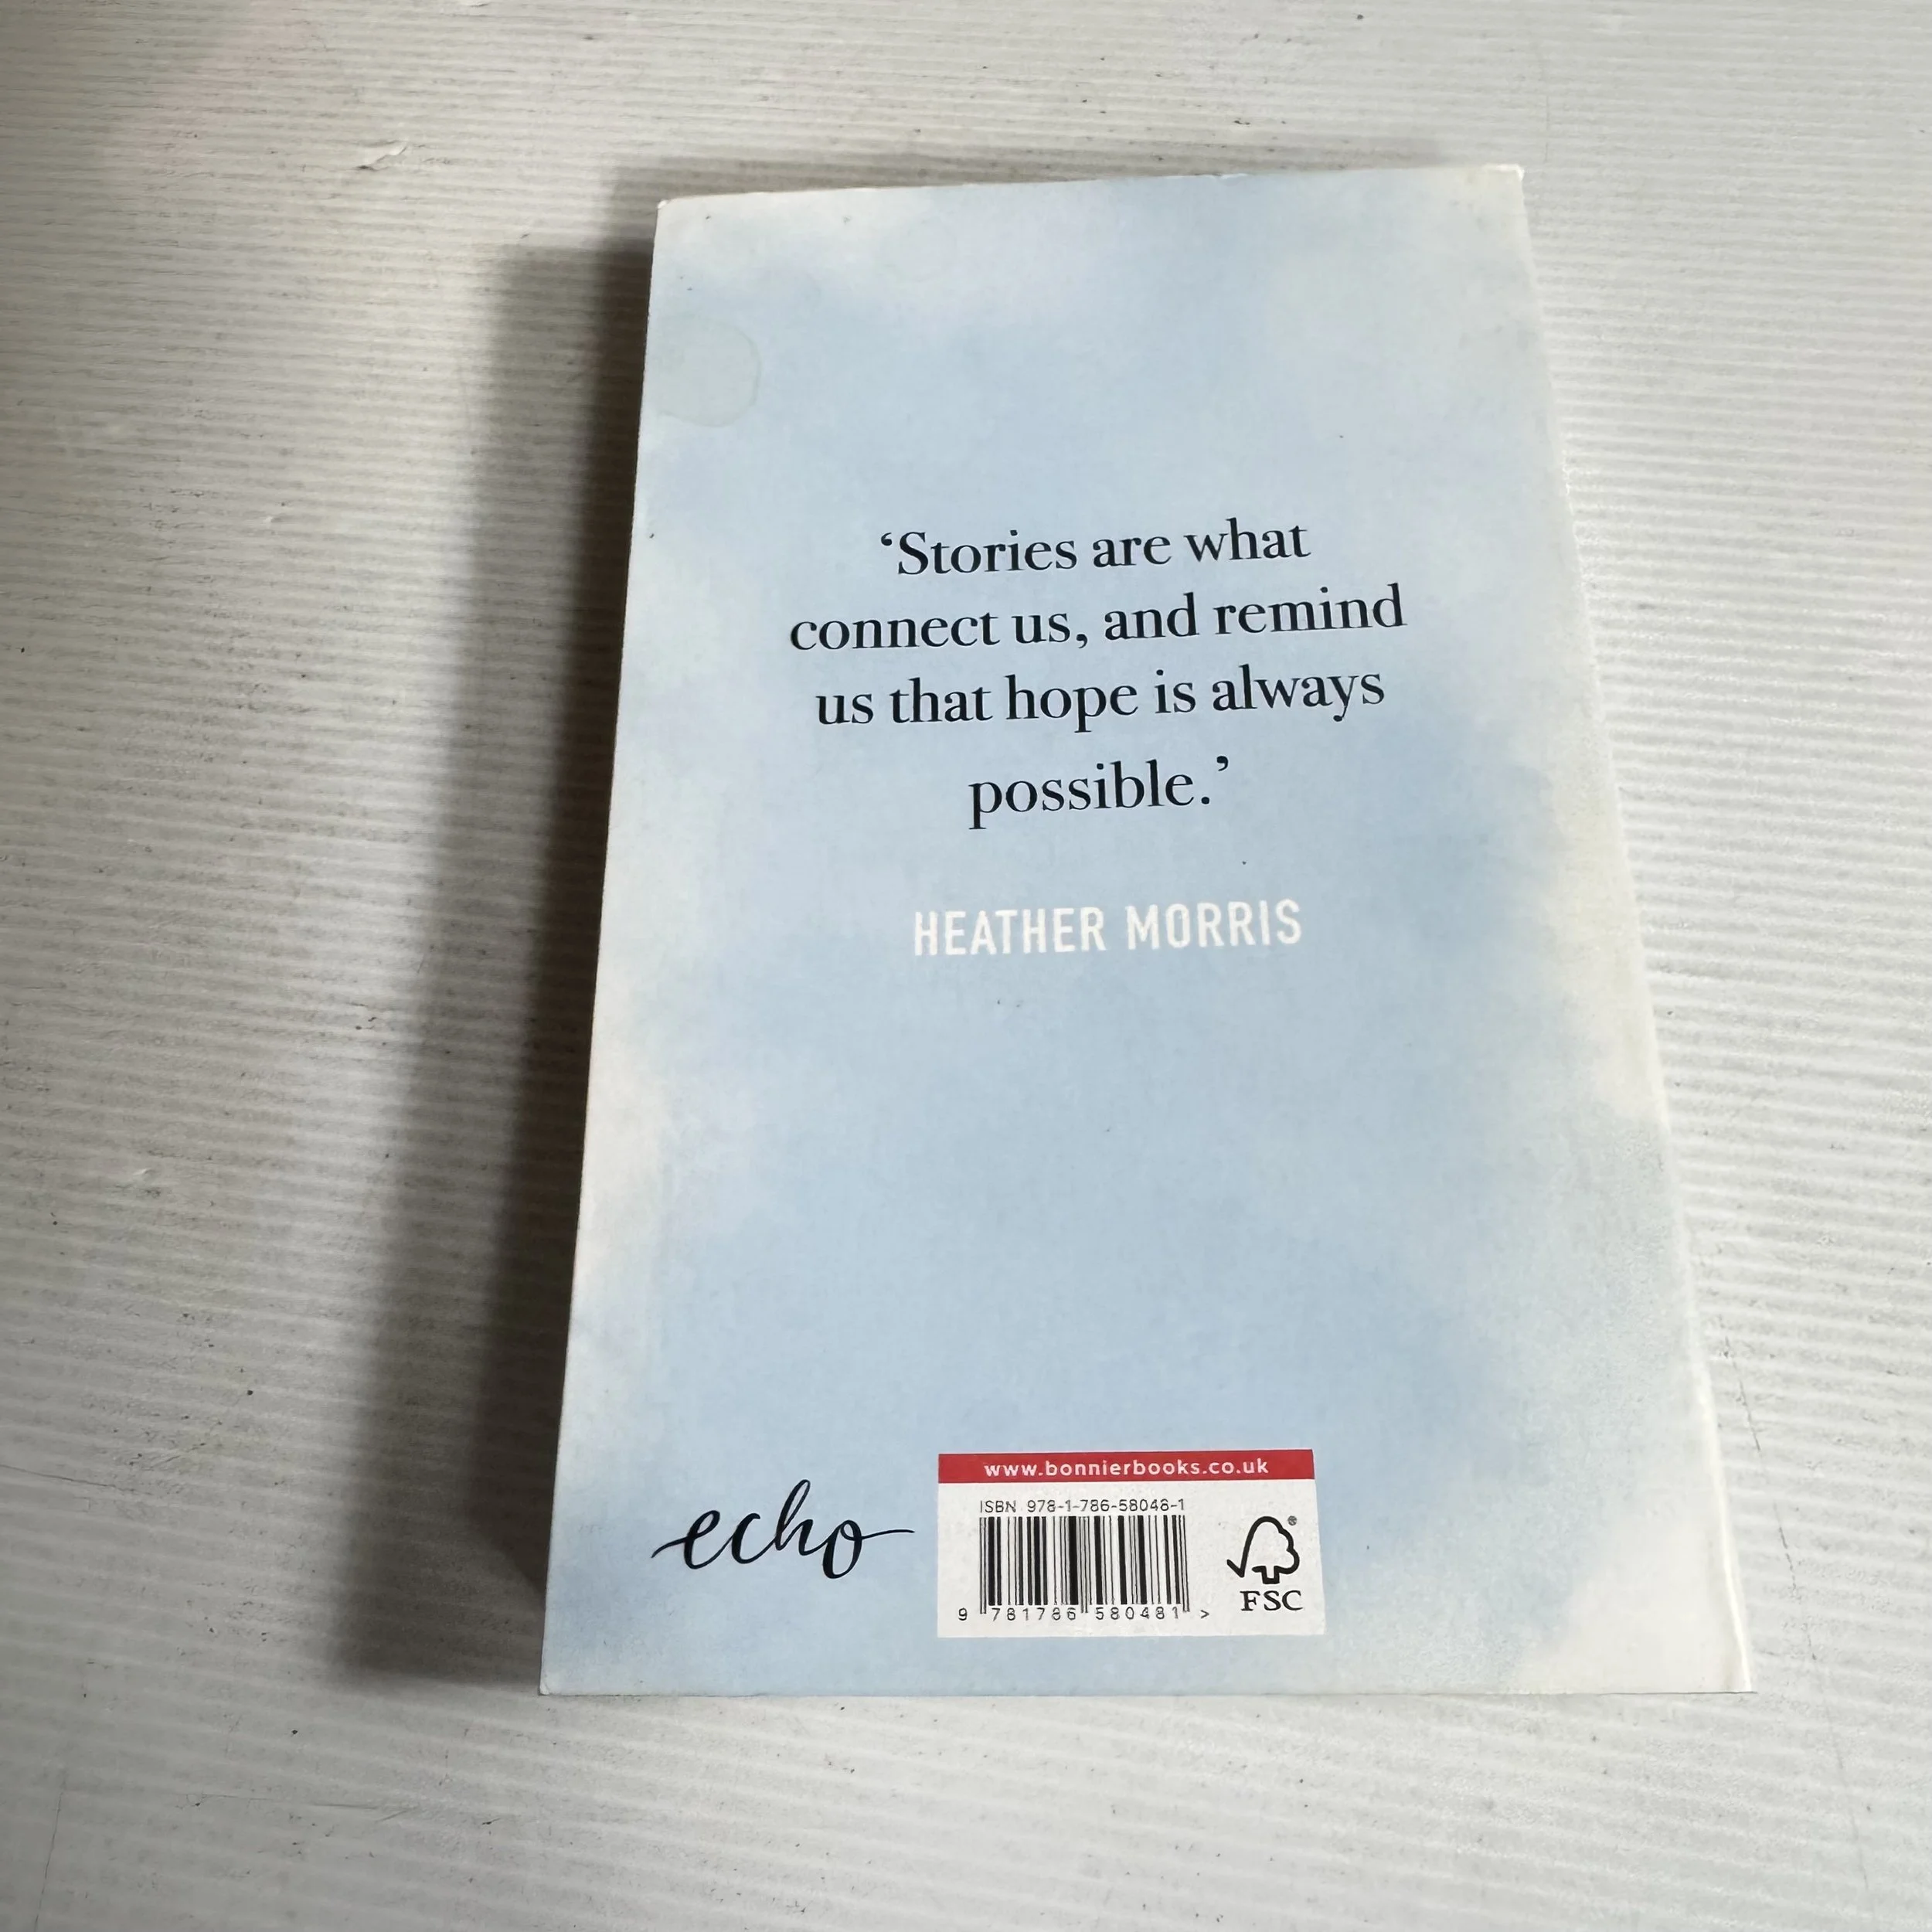 ‘Stories are what
connect us, and remind
us that hope is always
possible.’
HEATHER MORRIS
echo
www.bonnierbooks.co.uk
ISBN 978-1-786-58048-1
9 781786 580481 >
®
FSC